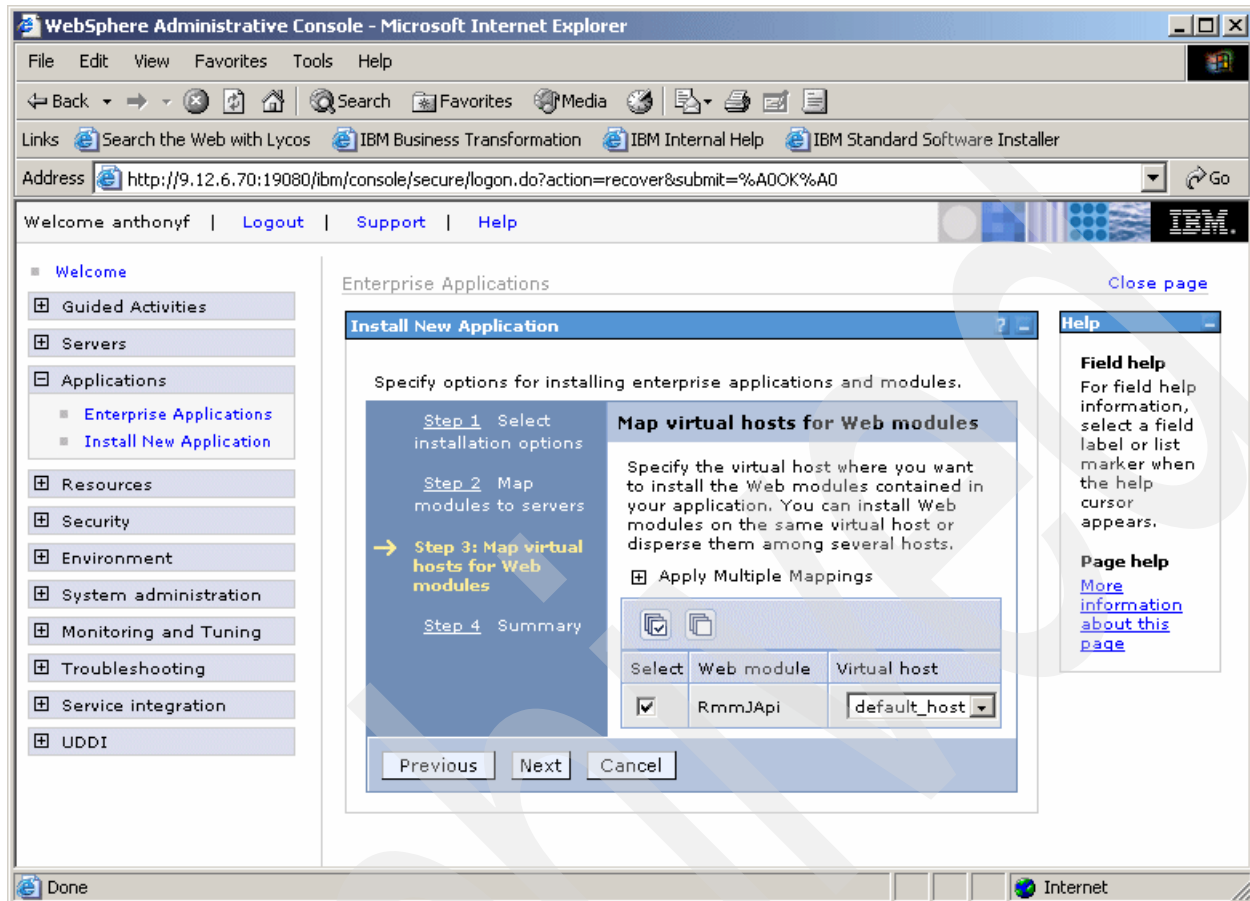 WebSphere Administrative Console - Microsoft Internet Explorer
File Edit View Favorites Tools Help
Back Search Favorites Media
Links Search the Web with Lycos IBM Business Transformation IBM Internal Help IBM Standard Software Installer
Address http://9.12.6.70:19080/ibm/console/secure/logon.do?action=recover&submit=%A0OK%A0 Go
Welcome anthonyf | Logout | Support | Help IBM.
Welcome
Guided Activities
Servers
Applications
Enterprise Applications
Install New Application
Resources
Security
Environment
System administration
Monitoring and Tuning
Troubleshooting
Service integration
UDDI
Enterprise Applications Close page
Install New Application ? -
Specify options for installing enterprise applications and modules.
Step 1 Select
installation options
Step 2 Map
modules to servers
Step 3: Map virtual
hosts for Web
modules
Step 4 Summary
Map virtual hosts for Web modules
Specify the virtual host where you want
to install the Web modules contained in
your application. You can install Web
modules on the same virtual host or
disperse them among several hosts.
Apply Multiple Mappings
Select Web module Virtual host
RmmJApi default_host
Previous Next Cancel
Help -
Field help
For field help
information,
select a field
label or list
marker when
the help
cursor
appears.
Page help
More
information
about this
page
Done Internet